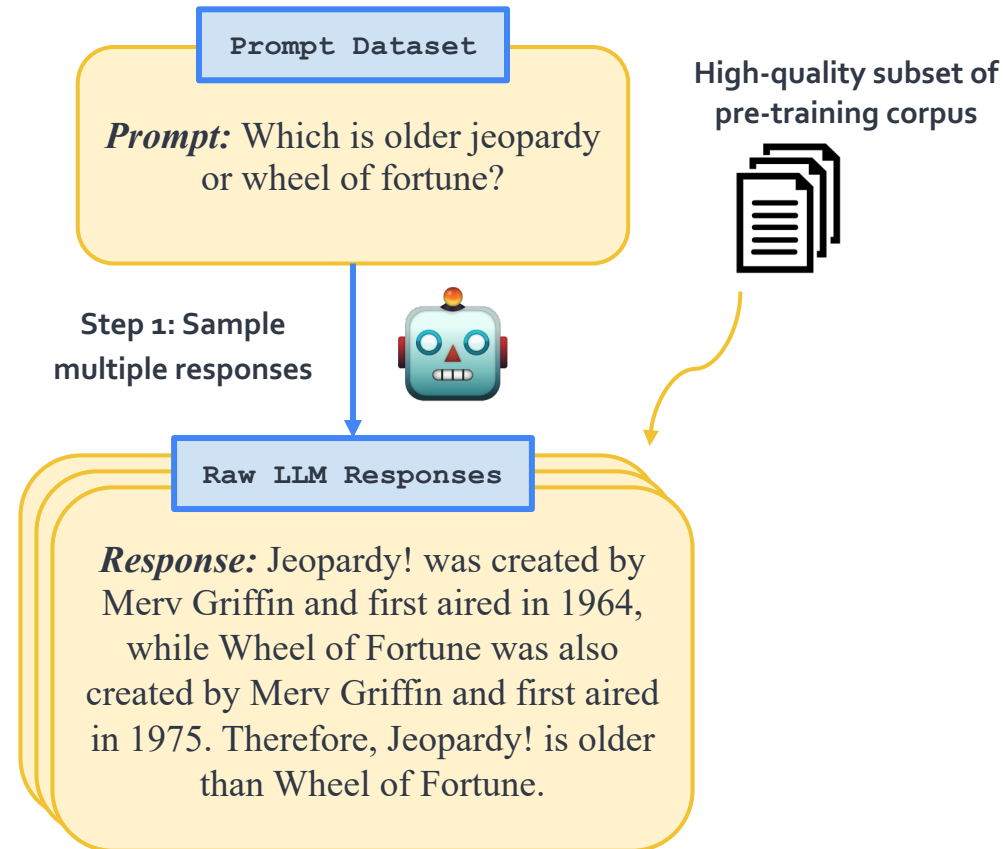 Prompt Dataset
Prompt: Which is older jeopardy
or wheel of fortune?
High-quality subset of
pre-training corpus
Step 1: Sample
multiple responses
Raw LLM Responses
Response: Jeopardy! was created by
Merv Griffin and first aired in 1964,
while Wheel of Fortune was also
created by Merv Griffin and first aired
in 1975. Therefore, Jeopardy! is older
than Wheel of Fortune.